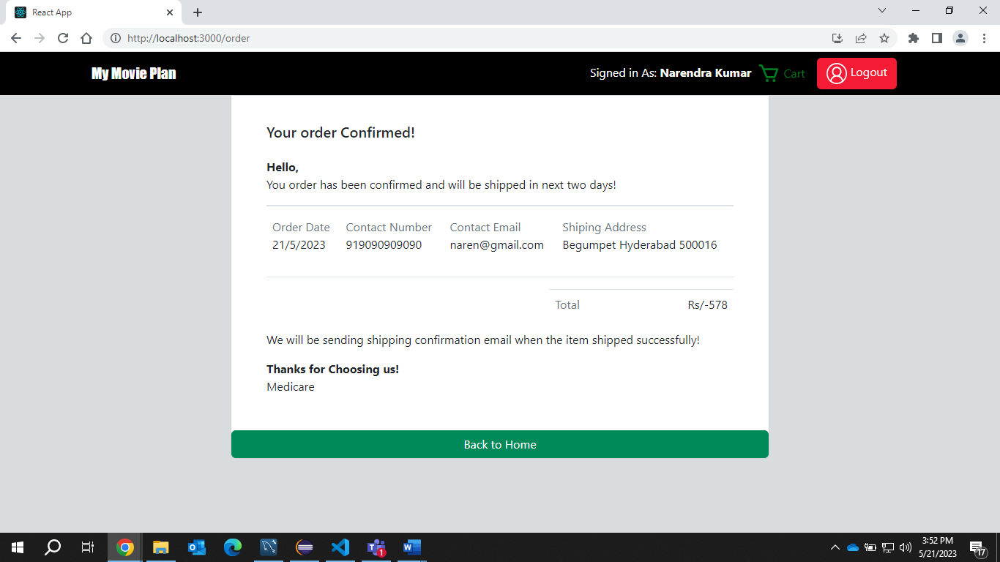 React App
http://localhost:3000/order
My Movie Plan
Signed in As: Narendra Kumar
Cart
Logout
Your order Confirmed!
Hello,
You order has been confirmed and will be shipped in next two days!
Order Date Contact Number Contact Email Shiping Address
21/5/2023 919090909090 naren@gmail.com Begumpet Hyderabad 500016
Total Rs/-578
We will be sending shipping confirmation email when the item shipped successfully!
Thanks for Choosing us!
Medicare
Back to Home
3:52 PM
5/21/2023
1
17